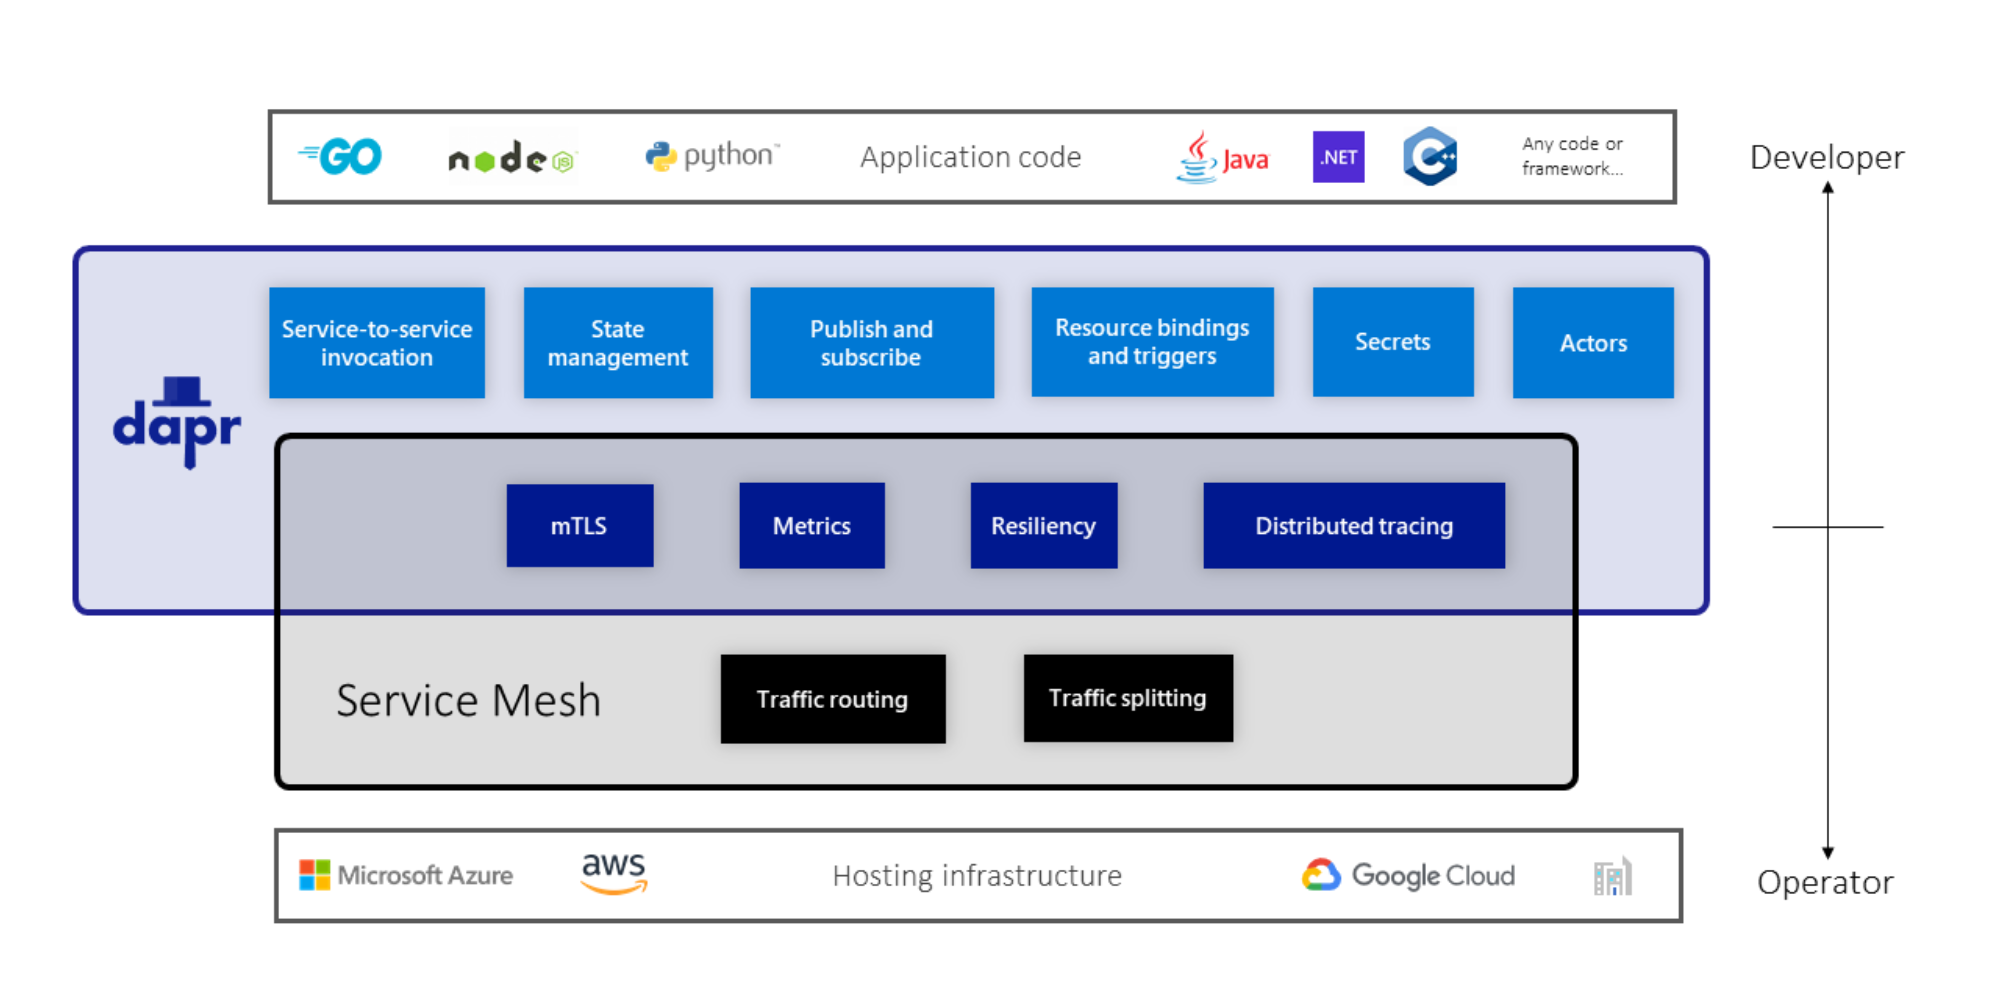 GO
node JS
python™
Application code
Java
.NET
C++
Any code or
framework...
Developer
Service-to-service
invocation
State
management
Publish and
subscribe
Resource bindings
and triggers
Secrets
Actors
dapr
mTLS
Metrics
Resiliency
Distributed tracing
Service Mesh
Traffic routing
Traffic splitting
Microsoft Azure
aws
Hosting infrastructure
Google Cloud
Operator